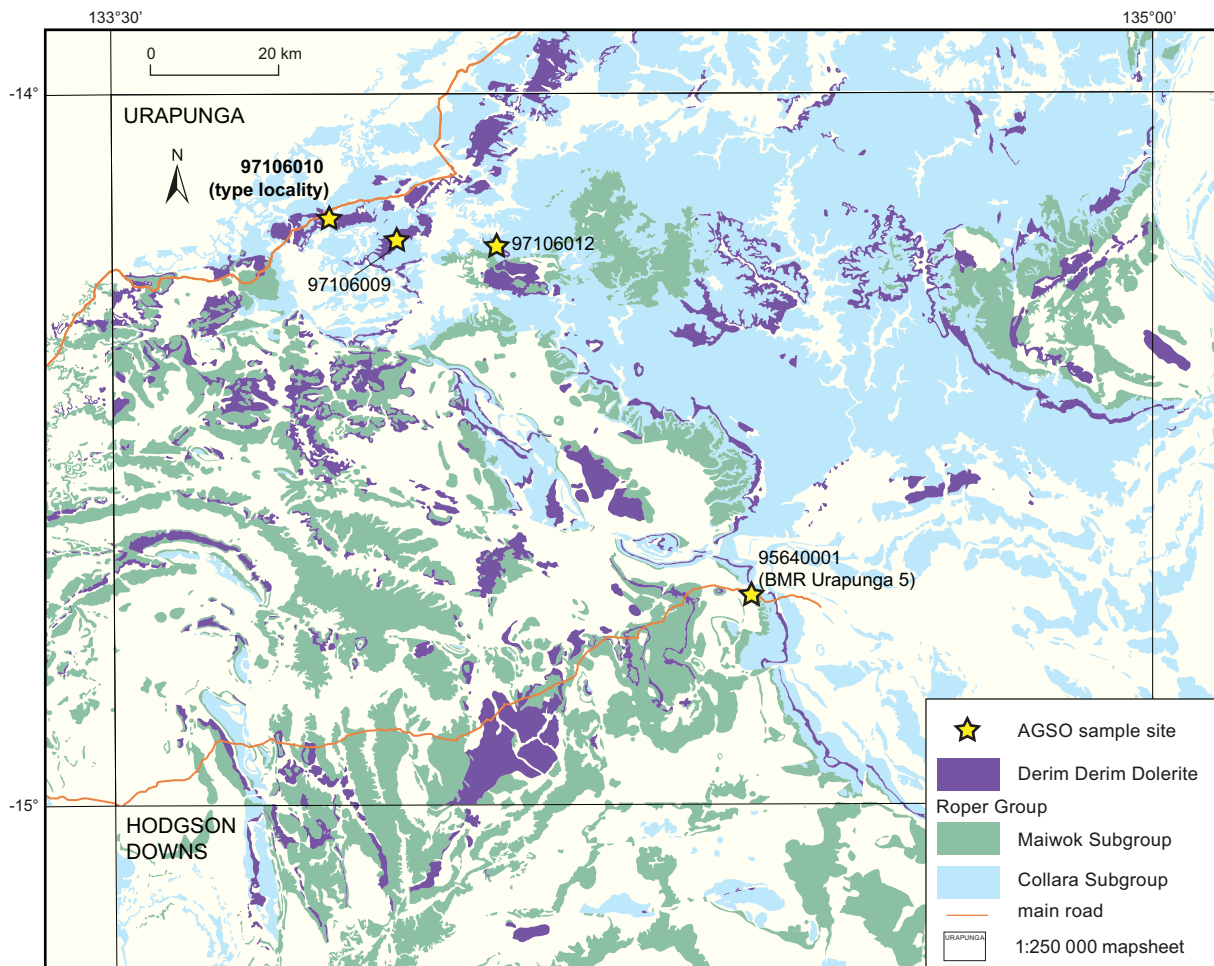 133°30’
135°00’
0
20 km
-14°
URAPUNGA
N
97106010
(type locality)
97106012
97106009
95640001
(BMR Urapunga 5)
-15°
HODGSON
DOWNS
AGSO sample site
Derim Derim Dolerite
Roper Group
Maiwok Subgroup
Collara Subgroup
main road
URAPUNGA
1:250 000 mapsheet